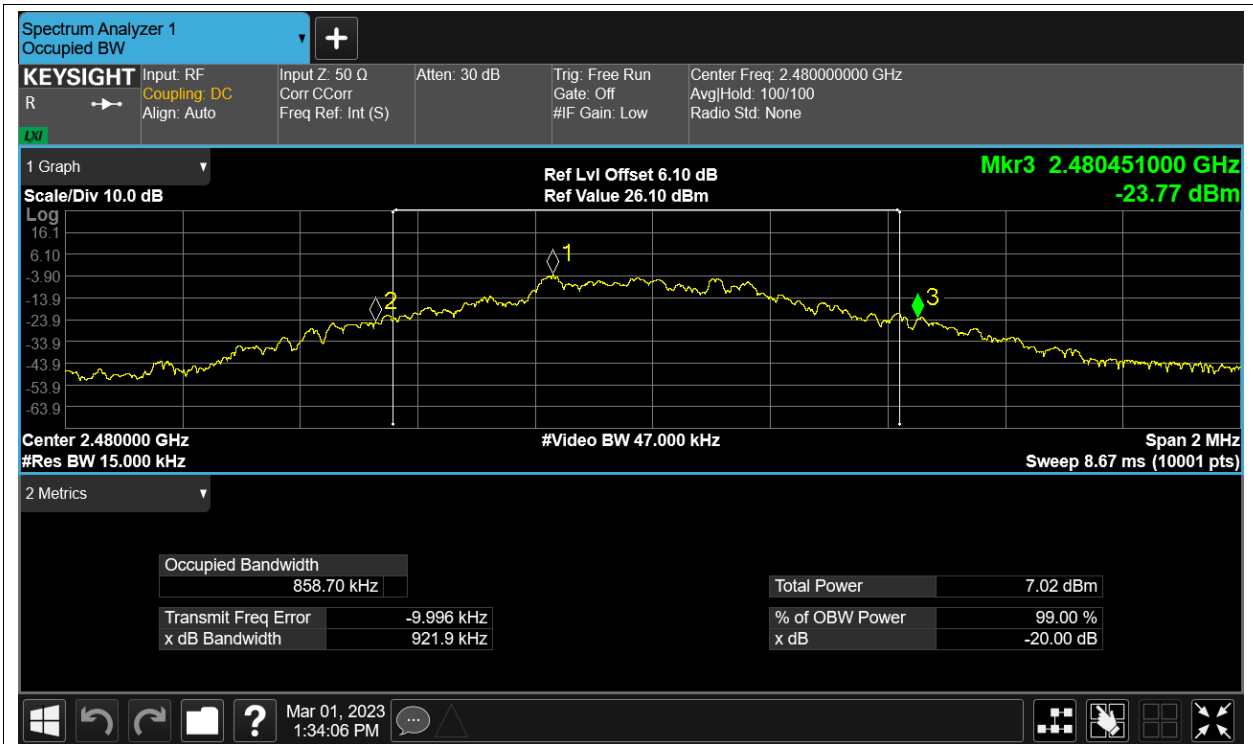 Spectrum Analyzer 1
Occupied BW
KEYSIGHT
R
LXI
Input: RF
Coupling: DC
Align: Auto
Input Z: 50 Ω
Corr CCorr
Freq Ref: Int (S)
Atten: 30 dB
Trig: Free Run
Gate: Off
#IF Gain: Low
Center Freq: 2.480000000 GHz
Avg|Hold: 100/100
Radio Std: None
1 Graph
Scale/Div 10.0 dB
Ref Lvl Offset 6.10 dB
Ref Value 26.10 dBm
Mkr3 2.480451000 GHz
-23.77 dBm
Log
16.1
6.10
-3.90
-13.9
-23.9
-33.9
-43.9
-53.9
-63.9
1
2
3
Center 2.480000 GHz
#Video BW 47.000 kHz
Span 2 MHz
#Res BW 15.000 kHz
Sweep 8.67 ms (10001 pts)
2 Metrics
Occupied Bandwidth
858.70 kHz
Transmit Freq Error -9.996 kHz
x dB Bandwidth 921.9 kHz
Total Power 7.02 dBm
% of OBW Power 99.00 %
x dB -20.00 dB
?
Mar 01, 2023
1:34:06 PM